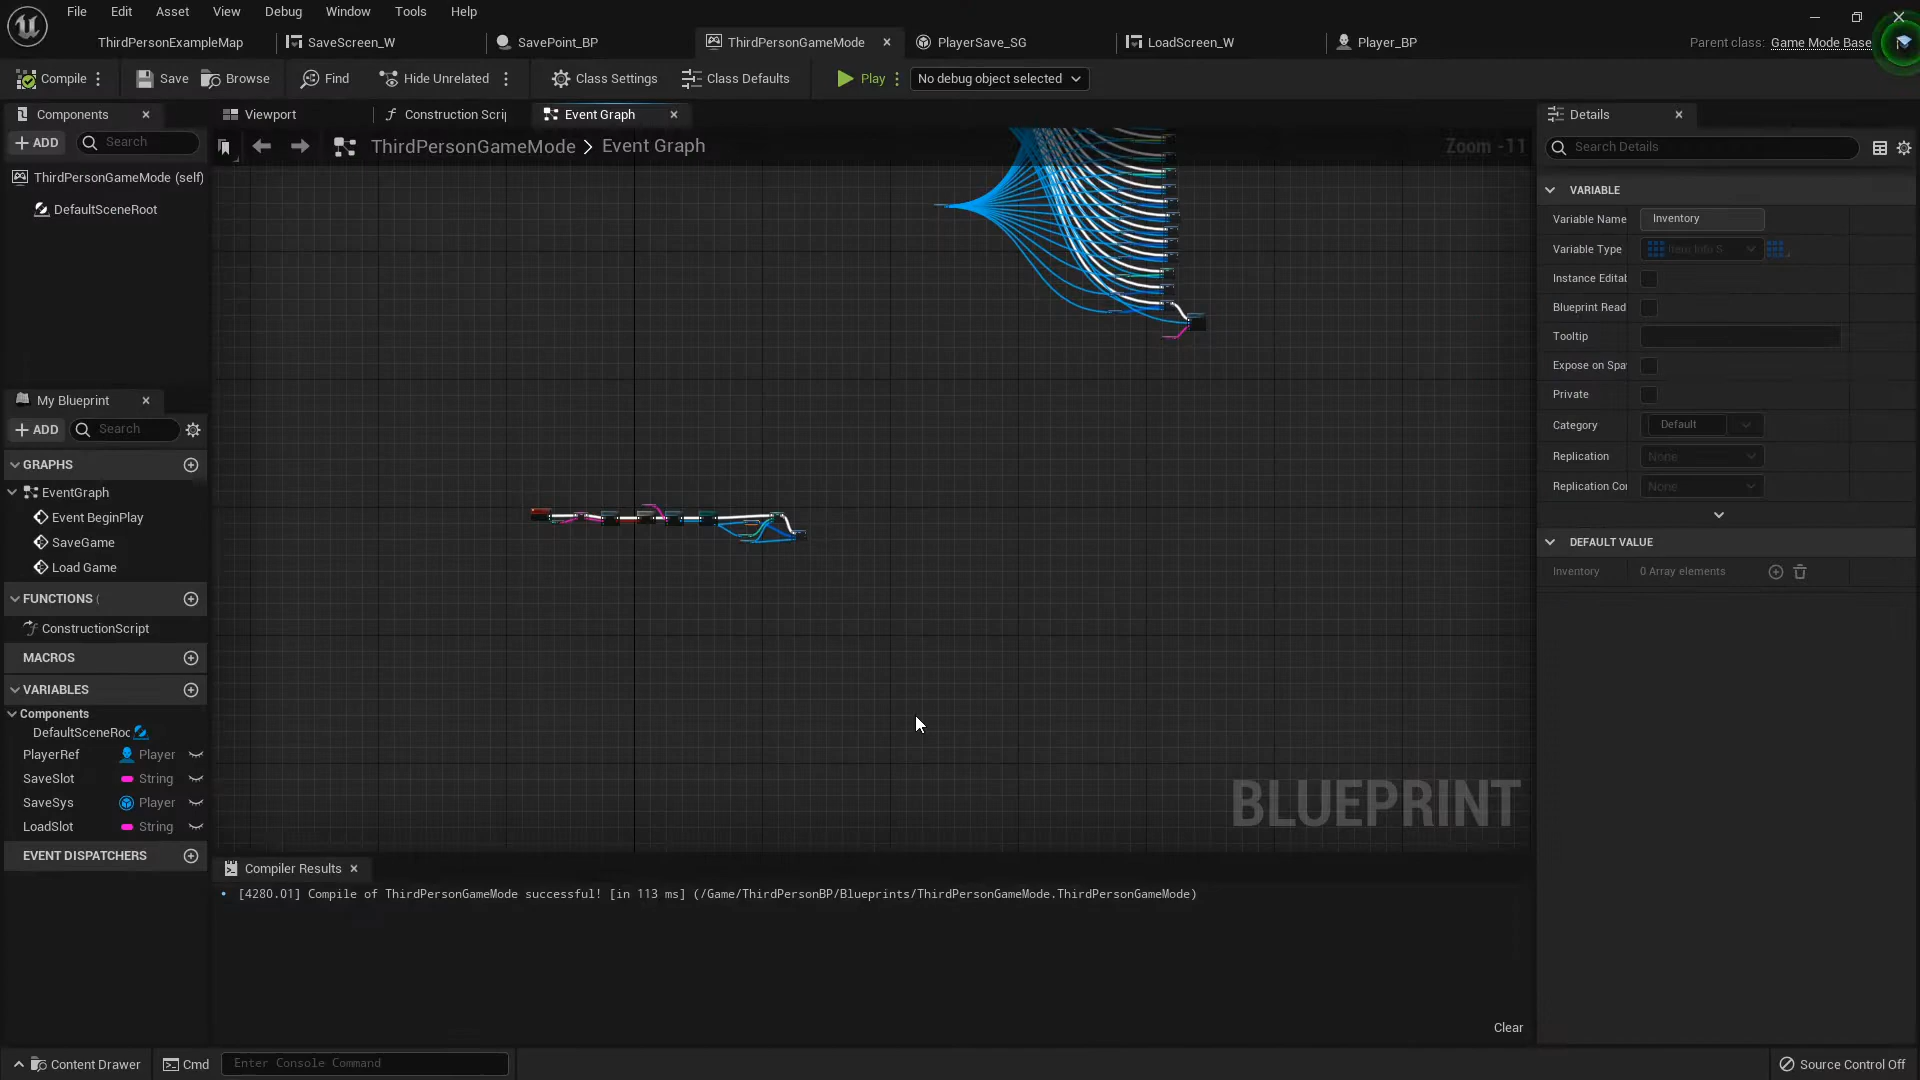 File Edit Asset View Debug Window Tools Help
ThirdPersonExampleMap SaveScreen_W SavePoint_BP ThirdPersonGameMode PlayerSave_SG LoadScreen_W Player_BP Parent class: Game Mode Base
Compile Save Browse Find Hide Unrelated Class Settings Class Defaults Play No debug object selected
Components Viewport Construction Scrip Event Graph Details
ADD Search ThirdPersonGameMode > Event Graph Zoom -11 Search Details
ThirdPersonGameMode (self)
DefaultSceneRoot
VARIABLE
Variable Name Inventory
Variable Type Item Info S
Instance Editab
Blueprint Read
Tooltip
Expose on Spa
Private
Category Default
Replication None
Replication Co None
DEFAULT VALUE
Inventory 0 Array elements
My Blueprint
ADD Search
GRAPHS
EventGraph
Event BeginPlay
SaveGame
Load Game
FUNCTIONS (
ConstructionScript
MACROS
VARIABLES
Components
DefaultSceneRoo
PlayerRef Player
SaveSlot String
SaveSys Player
LoadSlot String
EVENT DISPATCHERS
BLUEPRINT
Compiler Results
[4280.01] Compile of ThirdPersonGameMode successful! [in 113 ms] (/Game/ThirdPersonBP/Blueprints/ThirdPersonGameMode.ThirdPersonGameMode)
Clear
Content Drawer Cmd Enter Console Command Source Control Off